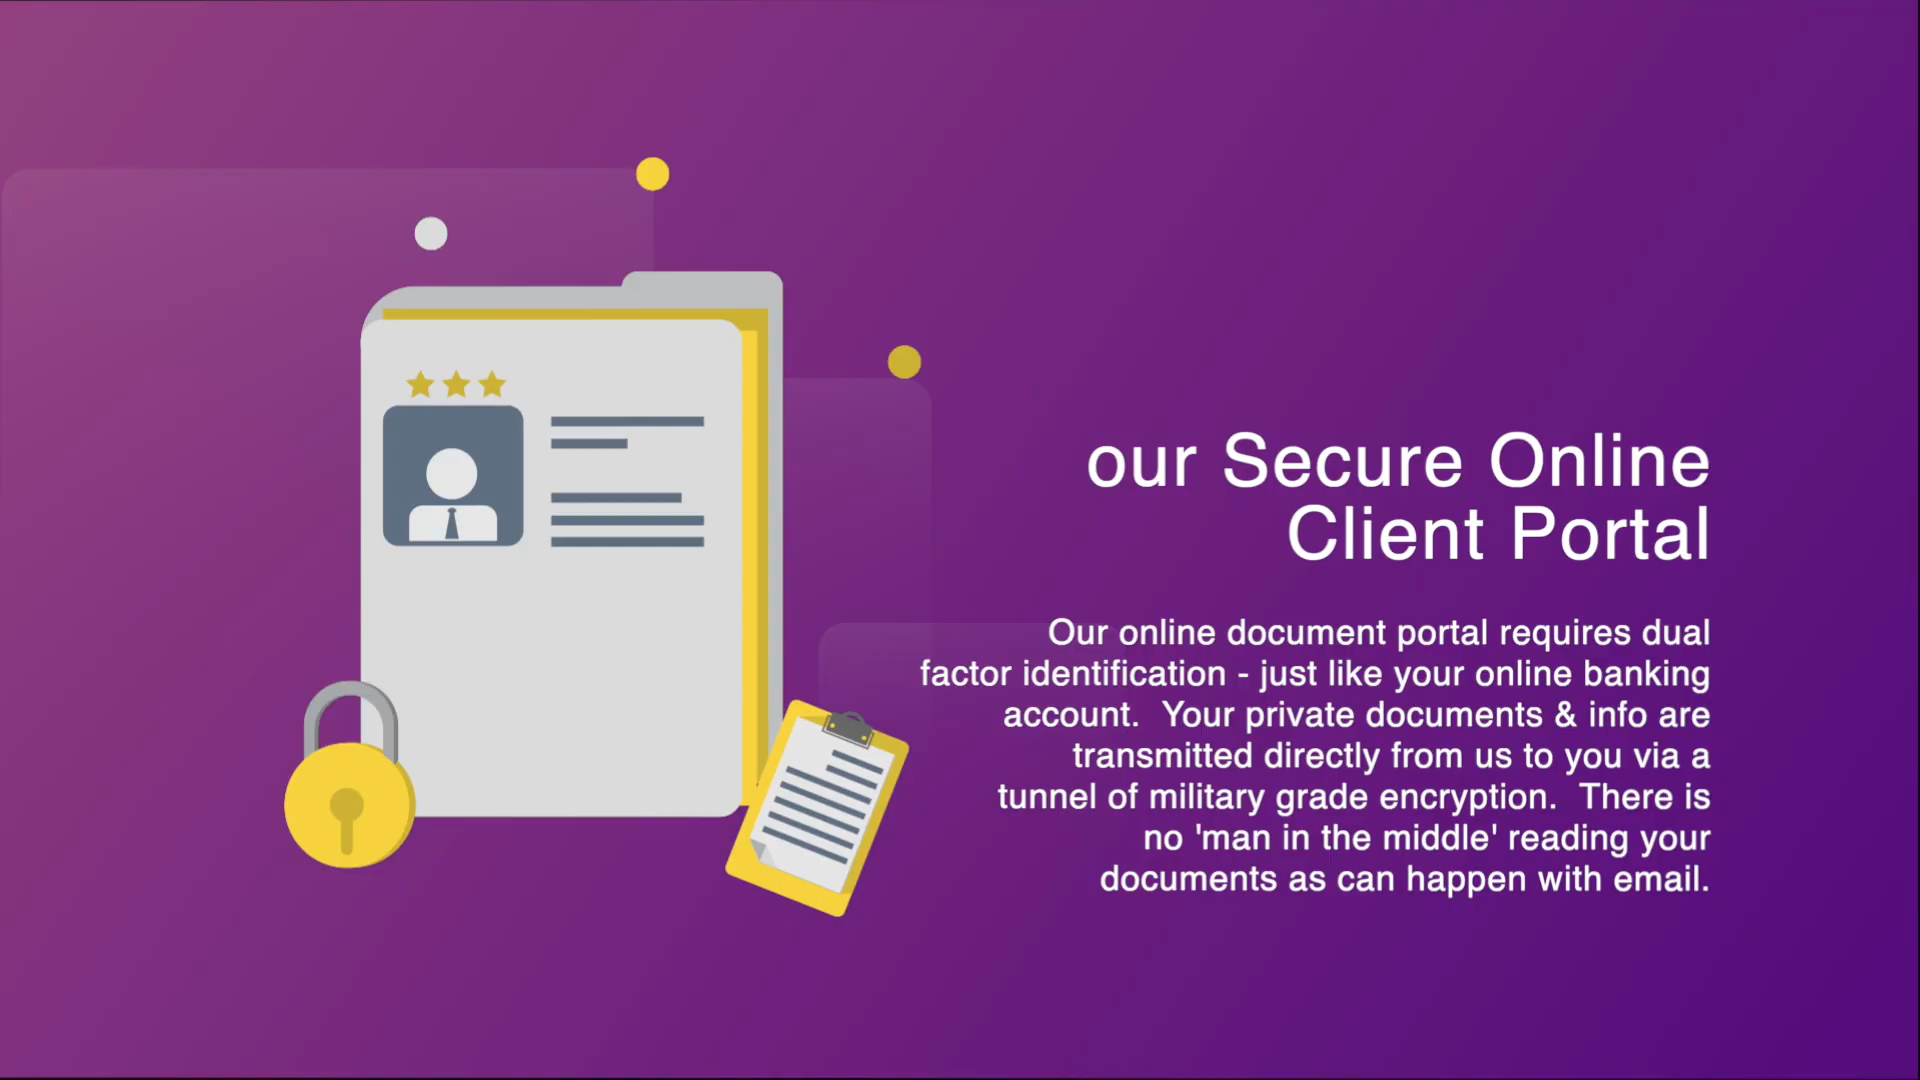 our Secure Online
Client Portal
Our online document portal requires dual
factor identification - just like your online banking
account.  Your private documents & info are
transmitted directly from us to you via a
tunnel of military grade encryption.  There is
no 'man in the middle' reading your
documents as can happen with email.